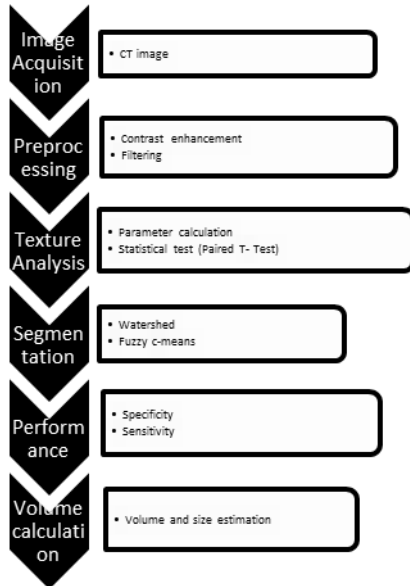 Image
Acquisit
ion
• CT image
Preproc
essing
• Contrast enhancement
• Filtering
Texture
Analysis
• Parameter calculation
• Statistical test (Paired T- Test)
Segmen
tation
• Watershed
• Fuzzy c-means
Perform
ance
• Specificity
• Sensitivity
Volume
calculati
on
• Volume and size estimation